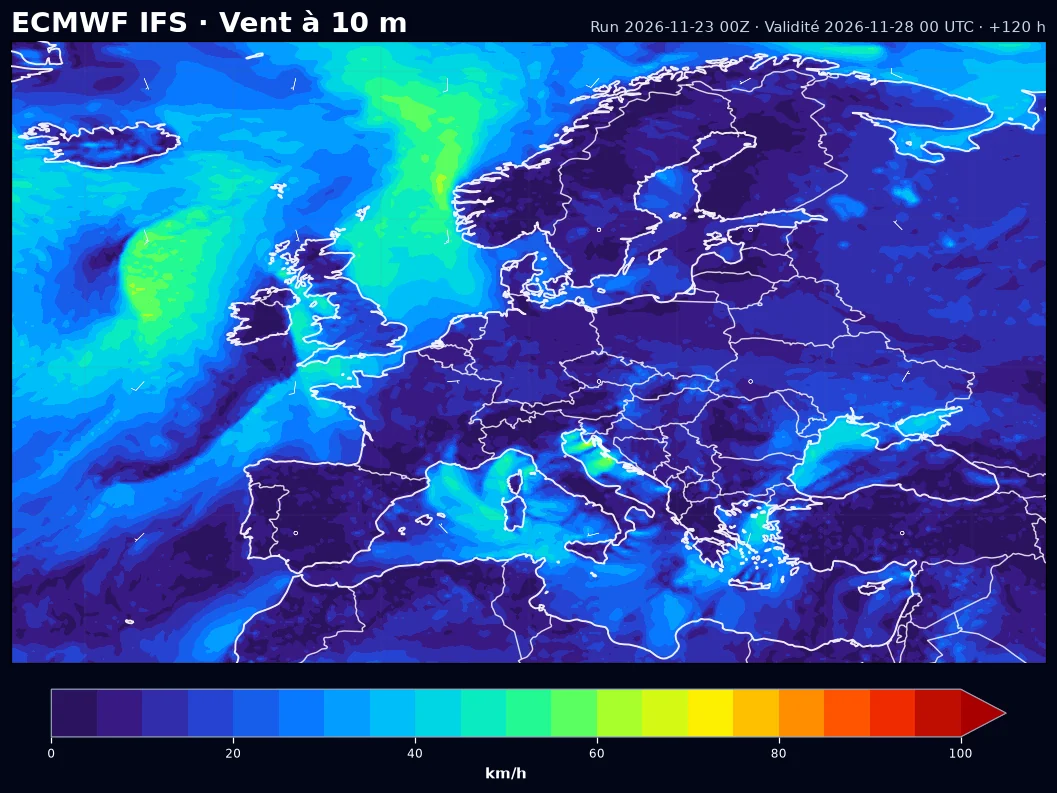 ECMWF IFS · Vent à 10 m
Run 2026-11-23 00Z · Validité 2026-11-28 00 UTC · +120 h
0 20 40 60 80 100
km/h